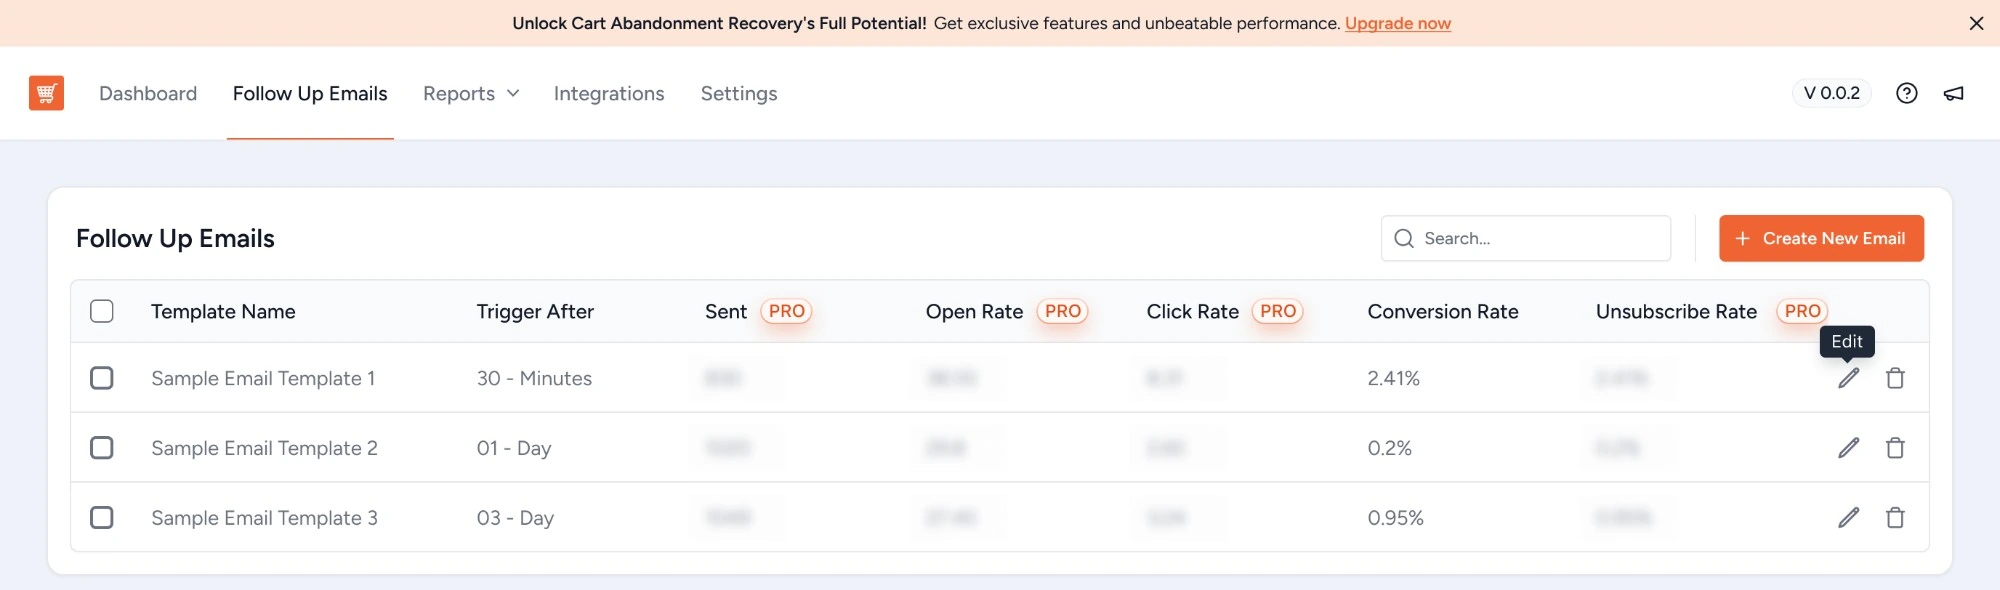 Unlock Cart Abandonment Recovery's Full Potential! Get exclusive features and unbeatable performance. Upgrade now
Dashboard Follow Up Emails Reports Integrations Settings V 0.0.2
Follow Up Emails Search... + Create New Email
Template Name Trigger After Sent PRO Open Rate PRO Click Rate PRO Conversion Rate Unsubscribe Rate PRO
Edit
Sample Email Template 1 30 - Minutes 2.41%
Sample Email Template 2 01 - Day 0.2%
Sample Email Template 3 03 - Day 0.95%